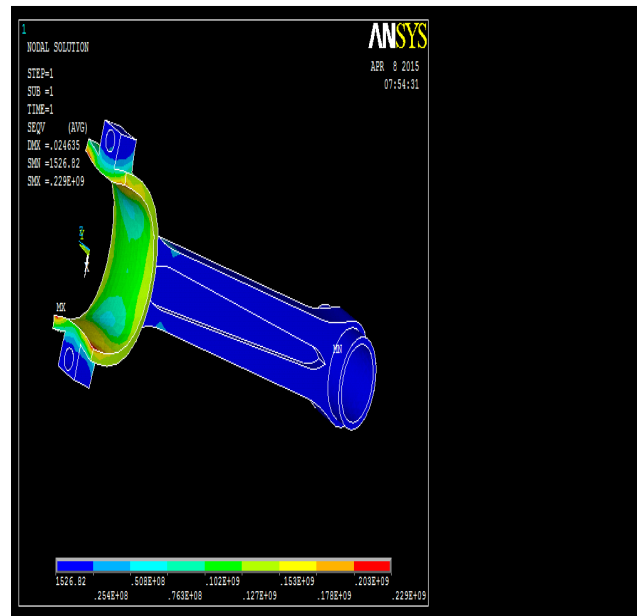 1
ANSYS
NODAL SOLUTION
APR 8 2015
07:54:31
STEP=1
SUB =1
TIME=1
SEQV (AVG)
DMX =.024635
SMN =1526.82
SMX =.229E+09
MX
MN
1526.82 .508E+08 .102E+09 .153E+09 .203E+09
.254E+08 .763E+08 .127E+09 .178E+09 .229E+09